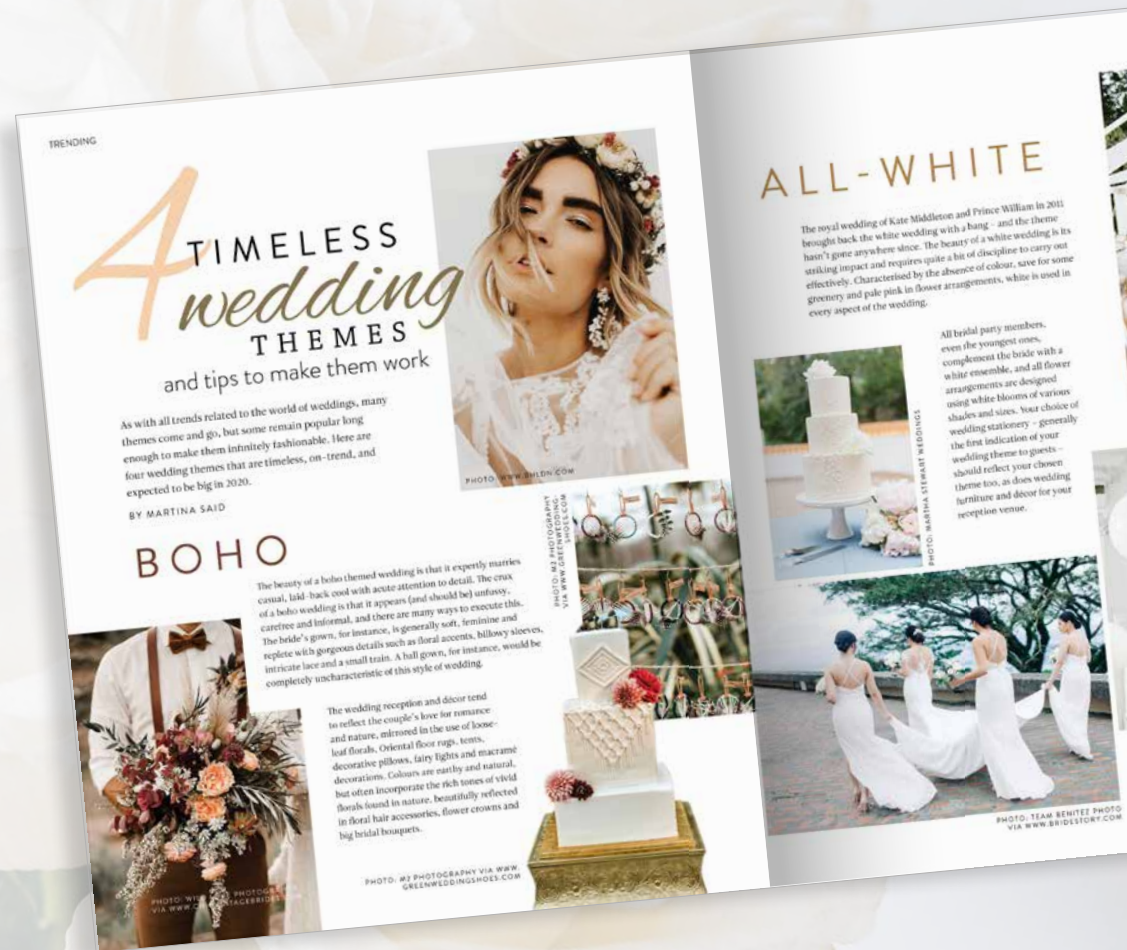 TRENDING
4
TIMELESS
wedding
THEMES
and tips to make them work
As with all trends related to the world of weddings, many
themes come and go, but some remain popular long
enough to make them infinitely fashionable. Here are
four wedding themes that are timeless, on-trend, and
expected to be big in 2020.
BY MARTINA SAID
PHOTO: WWW.BHLDN.COM
BOHO
The beauty of a boho themed wedding is that it expertly marries
casual, laid-back cool with acute attention to detail. The crux
of a boho wedding is that it appears (and should be) unfussy,
carefree and informal, and there are many ways to execute this.
The bride's gown, for instance, is generally soft, feminine and
replete with gorgeous details such as floral accents, billowy sleeves,
intricate lace and a small train. A ball gown, for instance, would be
completely uncharacteristic of this style of wedding.
The wedding reception and décor tend
to reflect the couple's love for romance
and nature, mirrored in the use of loose-
leaf florals, Oriental floor rugs, tents,
decorative pillows, fairy lights and macramé
decorations. Colours are earthy and natural,
but often incorporate the rich tones of vivid
florals found in nature, beautifully reflected
in floral hair accessories, flower crowns and
big bridal bouquets.
PHOTO: M2 PHOTOGRAPHY
VIA WWW.GREENWEDDING-
SHOES.COM
PHOTO: M2 PHOTOGRAPHY VIA WWW.
GREENWEDDINGSHOES.COM
PHOTO:
VIA WWW.
ALL-WHITE
The royal wedding of Kate Middleton and Prince William in 2011
brought back the white wedding with a bang – and the theme
hasn't gone anywhere since. The beauty of a white wedding is its
striking impact and requires quite a bit of discipline to carry out
effectively. Characterised by the absence of colour, save for some
greenery and pale pink in flower arrangements, white is used in
every aspect of the wedding.
All bridal party members,
even the youngest ones,
complement the bride with a
white ensemble, and all flower
arrangements are designed
using white blooms of various
shades and sizes. Your choice of
wedding stationery – generally
the first indication of your
wedding theme to guests –
should reflect your chosen
theme too, as does wedding
furniture and décor for your
reception venue.
PHOTO: MARTHA STEWART WEDDINGS
PHOTO: TEAM BENITEZ PHOTO
VIA WWW.BRIDESTORY.COM